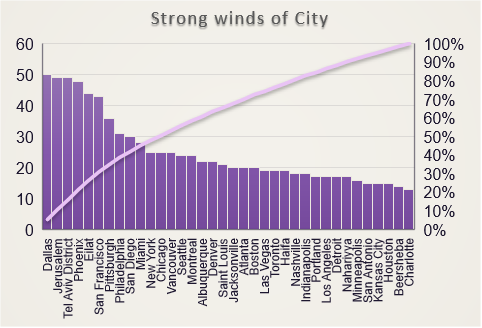 Strong winds of City
60
50
40
30
20
10
0
100%
90%
80%
70%
60%
50%
40%
30%
20%
10%
0%
Dallas
Jerusalem
Tel Aviv District
Phoenix
Eilat
San Francisco
Pittsburgh
Philadelphia
San Diego
Miami
New York
Chicago
Vancouver
Seattle
Montreal
Albuquerque
Denver
Saint Louis
Jacksonville
Atlanta
Boston
Las Vegas
Toronto
Haifa
Nashville
Indianapolis
Portland
Los Angeles
Detroit
Nahariyya
Minneapolis
San Antonio
Kansas City
Houston
Beersheba
Charlotte